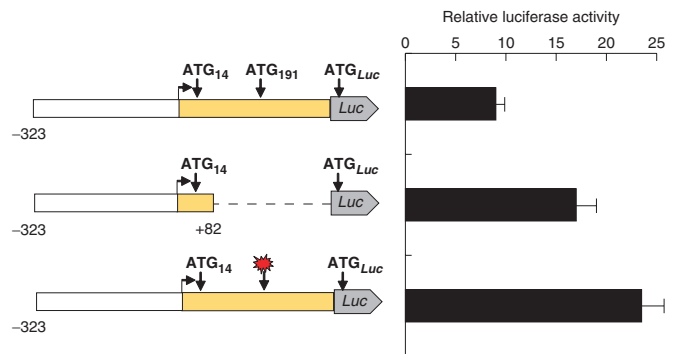 Relative luciferase activity
0 5 10 15 20 25
ATG14 ATG191 ATGLuc
Luc
−323
ATG14 ATGLuc
Luc
−323 +82
ATG14 ATGLuc
Luc
−323